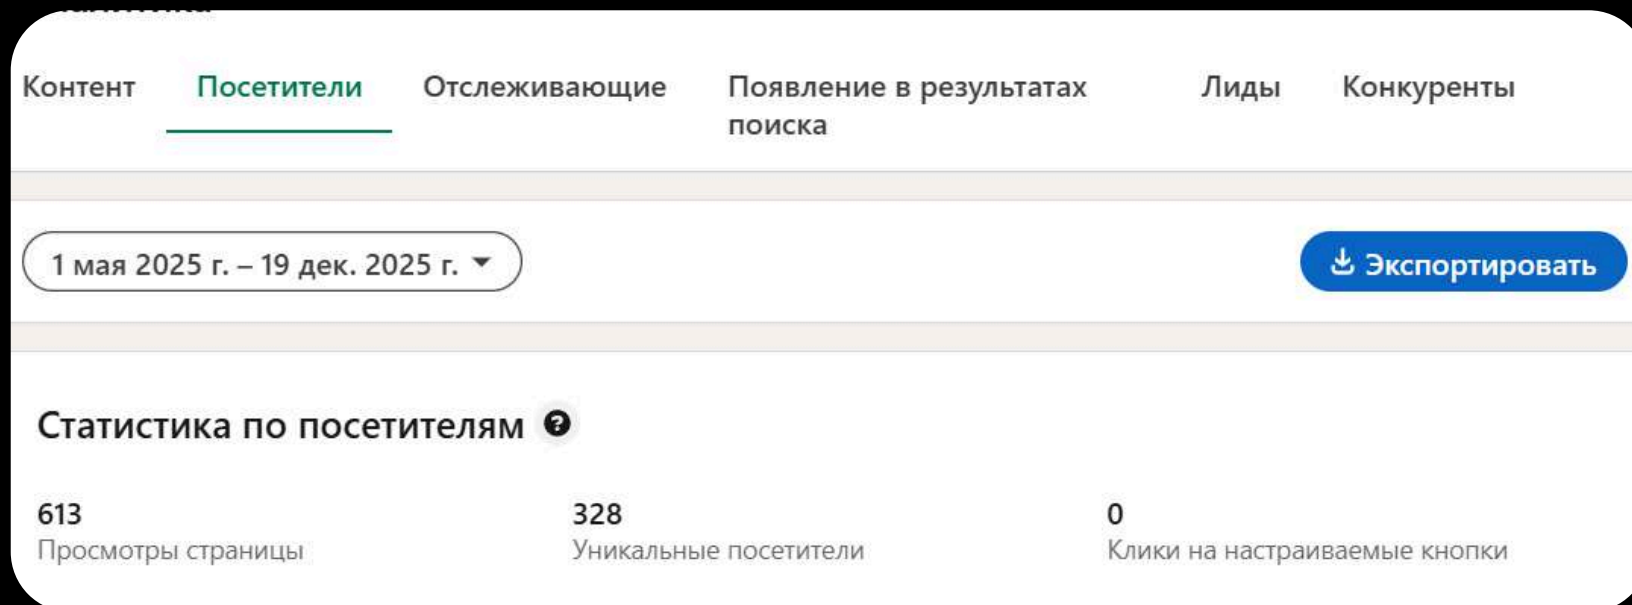 Контент Посетители Отслеживающие Появление в результатах поиска Лиды Конкуренты
1 мая 2025 г. – 19 дек. 2025 г. Экспортировать
Статистика по посетителям
613 328 0
Просмотры страницы Уникальные посетители Клики на настраиваемые кнопки